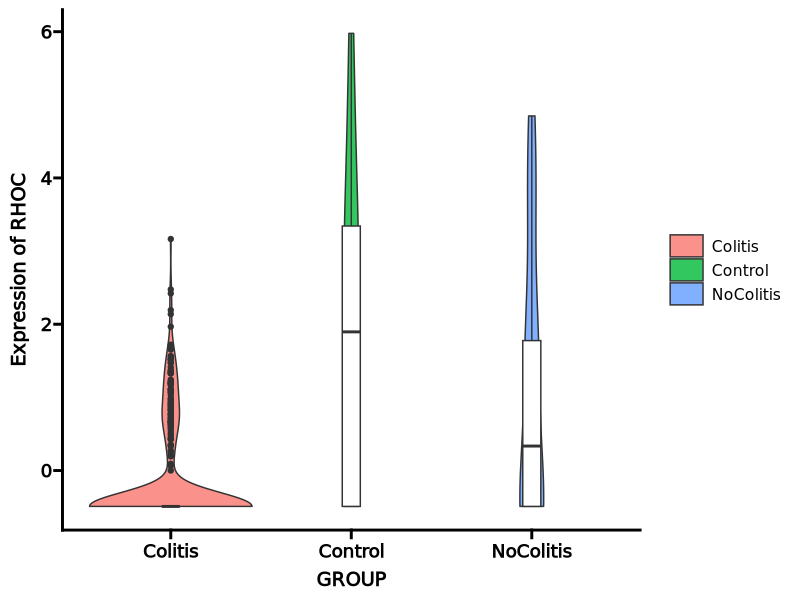 6
4
2
0
Expression of RHOC
Colitis
Control
NoColitis
GROUP
Colitis
Control
NoColitis